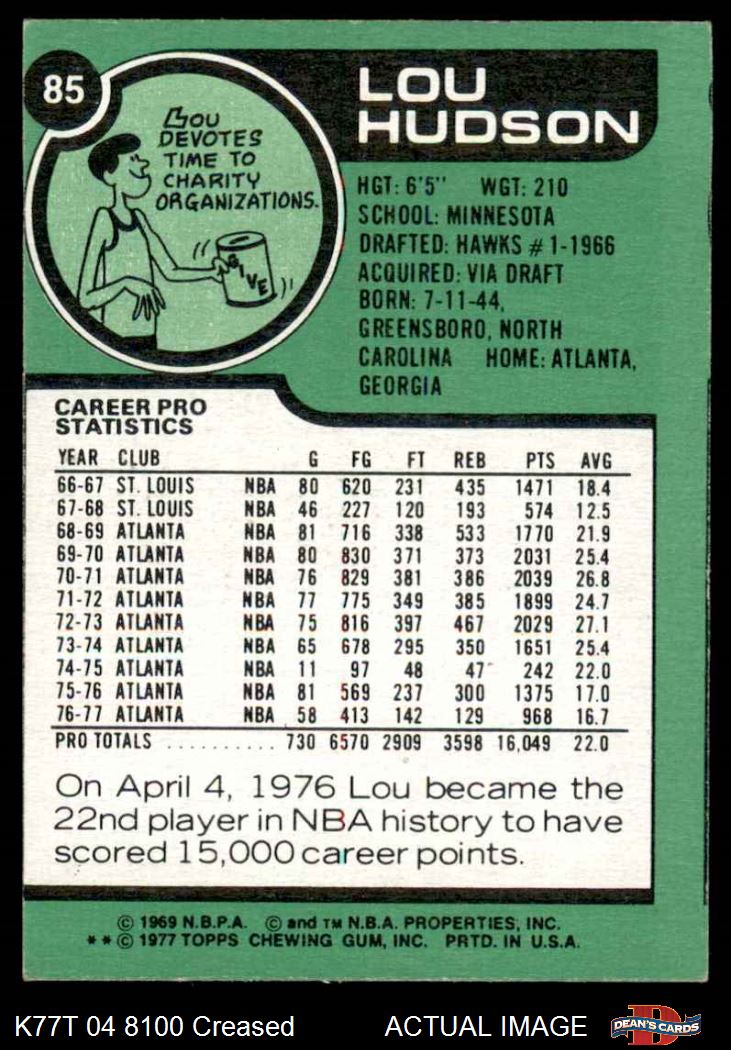 85
LOU
HUDSON
LOU
DEVOTES
TIME TO
CHARITY
ORGANIZATIONS.
GIVE
HGT: 6'5" WGT: 210
SCHOOL: MINNESOTA
DRAFTED: HAWKS #1-1966
ACQUIRED: VIA DRAFT
BORN: 7-11-44,
GREENSBORO, NORTH
CAROLINA HOME: ATLANTA,
GEORGIA
CAREER PRO
STATISTICS
YEAR CLUB G FG FT REB PTS AVG
66-67 ST. LOUIS NBA 80 620 231 435 1471 18.4
67-68 ST. LOUIS NBA 46 227 120 193 574 12.5
68-69 ATLANTA NBA 81 716 338 533 1770 21.9
69-70 ATLANTA NBA 80 830 371 373 2031 25.4
70-71 ATLANTA NBA 76 829 381 386 2039 26.8
71-72 ATLANTA NBA 77 775 349 385 1899 24.7
72-73 ATLANTA NBA 75 816 397 467 2029 27.1
73-74 ATLANTA NBA 65 678 295 350 1651 25.4
74-75 ATLANTA NBA 11 97 48 47 242 22.0
75-76 ATLANTA NBA 81 569 237 300 1375 17.0
76-77 ATLANTA NBA 58 413 142 129 968 16.7
PRO TOTALS .......... 730 6570 2909 3598 16,049 22.0
On April 4, 1976 Lou became the
22nd player in NBA history to have
scored 15,000 career points.
© 1969 N.B.P.A. © and TM N.B.A. PROPERTIES, INC.
**© 1977 TOPPS CHEWING GUM, INC. PRTD. IN U.S.A.
K77T 04 8100 Creased ACTUAL IMAGE
D
DEAN'S CARDS